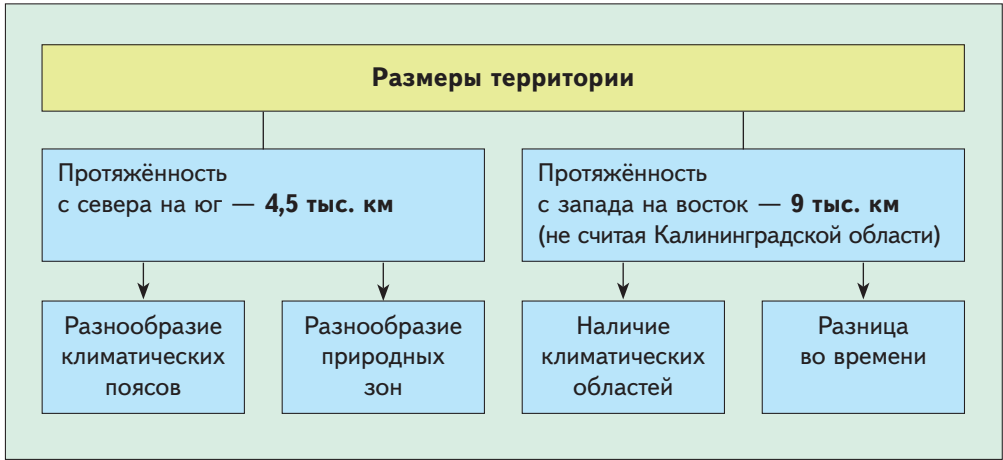 Размеры территории
Протяжённость
с севера на юг — 4,5 тыс. км
Протяжённость
с запада на восток — 9 тыс. км
(не считая Калининградской области)
Разнообразие
климатических
поясов
Разнообразие
природных
зон
Наличие
климатических
областей
Разница
во времени